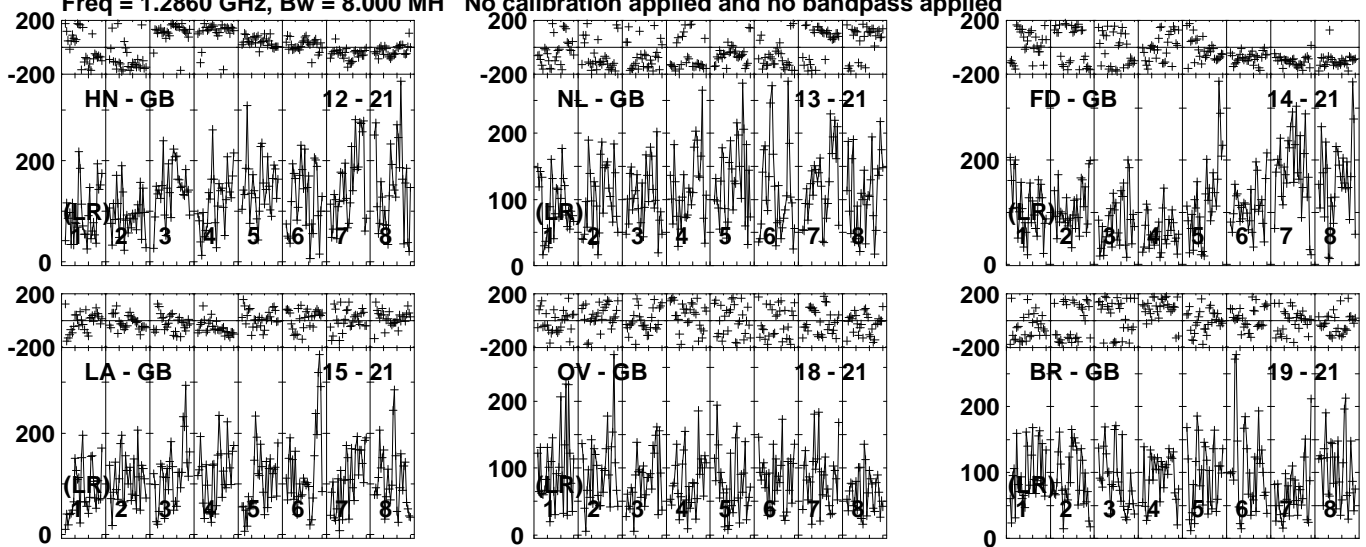 Freq = 1.2860 GHz, Bw = 8.000 MH No calibration applied and no bandpass applied
200
-200
HN - GB 12 - 21
200
(LR)
1 2 3 4 5 6 7 8
0
200
-200
NL - GB 13 - 21
200
100
(LR)
1 2 3 4 5 6 7 8
0
200
-200
FD - GB 14 - 21
200
(LR)
1 2 3 4 5 6 7 8
0
200
-200
LA - GB 15 - 21
200
(LR)
1 2 3 4 5 6 7 8
0
200
-200
OV - GB 18 - 21
200
100
(LR)
1 2 3 4 5 6 7 8
0
200
-200
BR - GB 19 - 21
200
100
(LR)
1 2 3 4 5 6 7 8
0